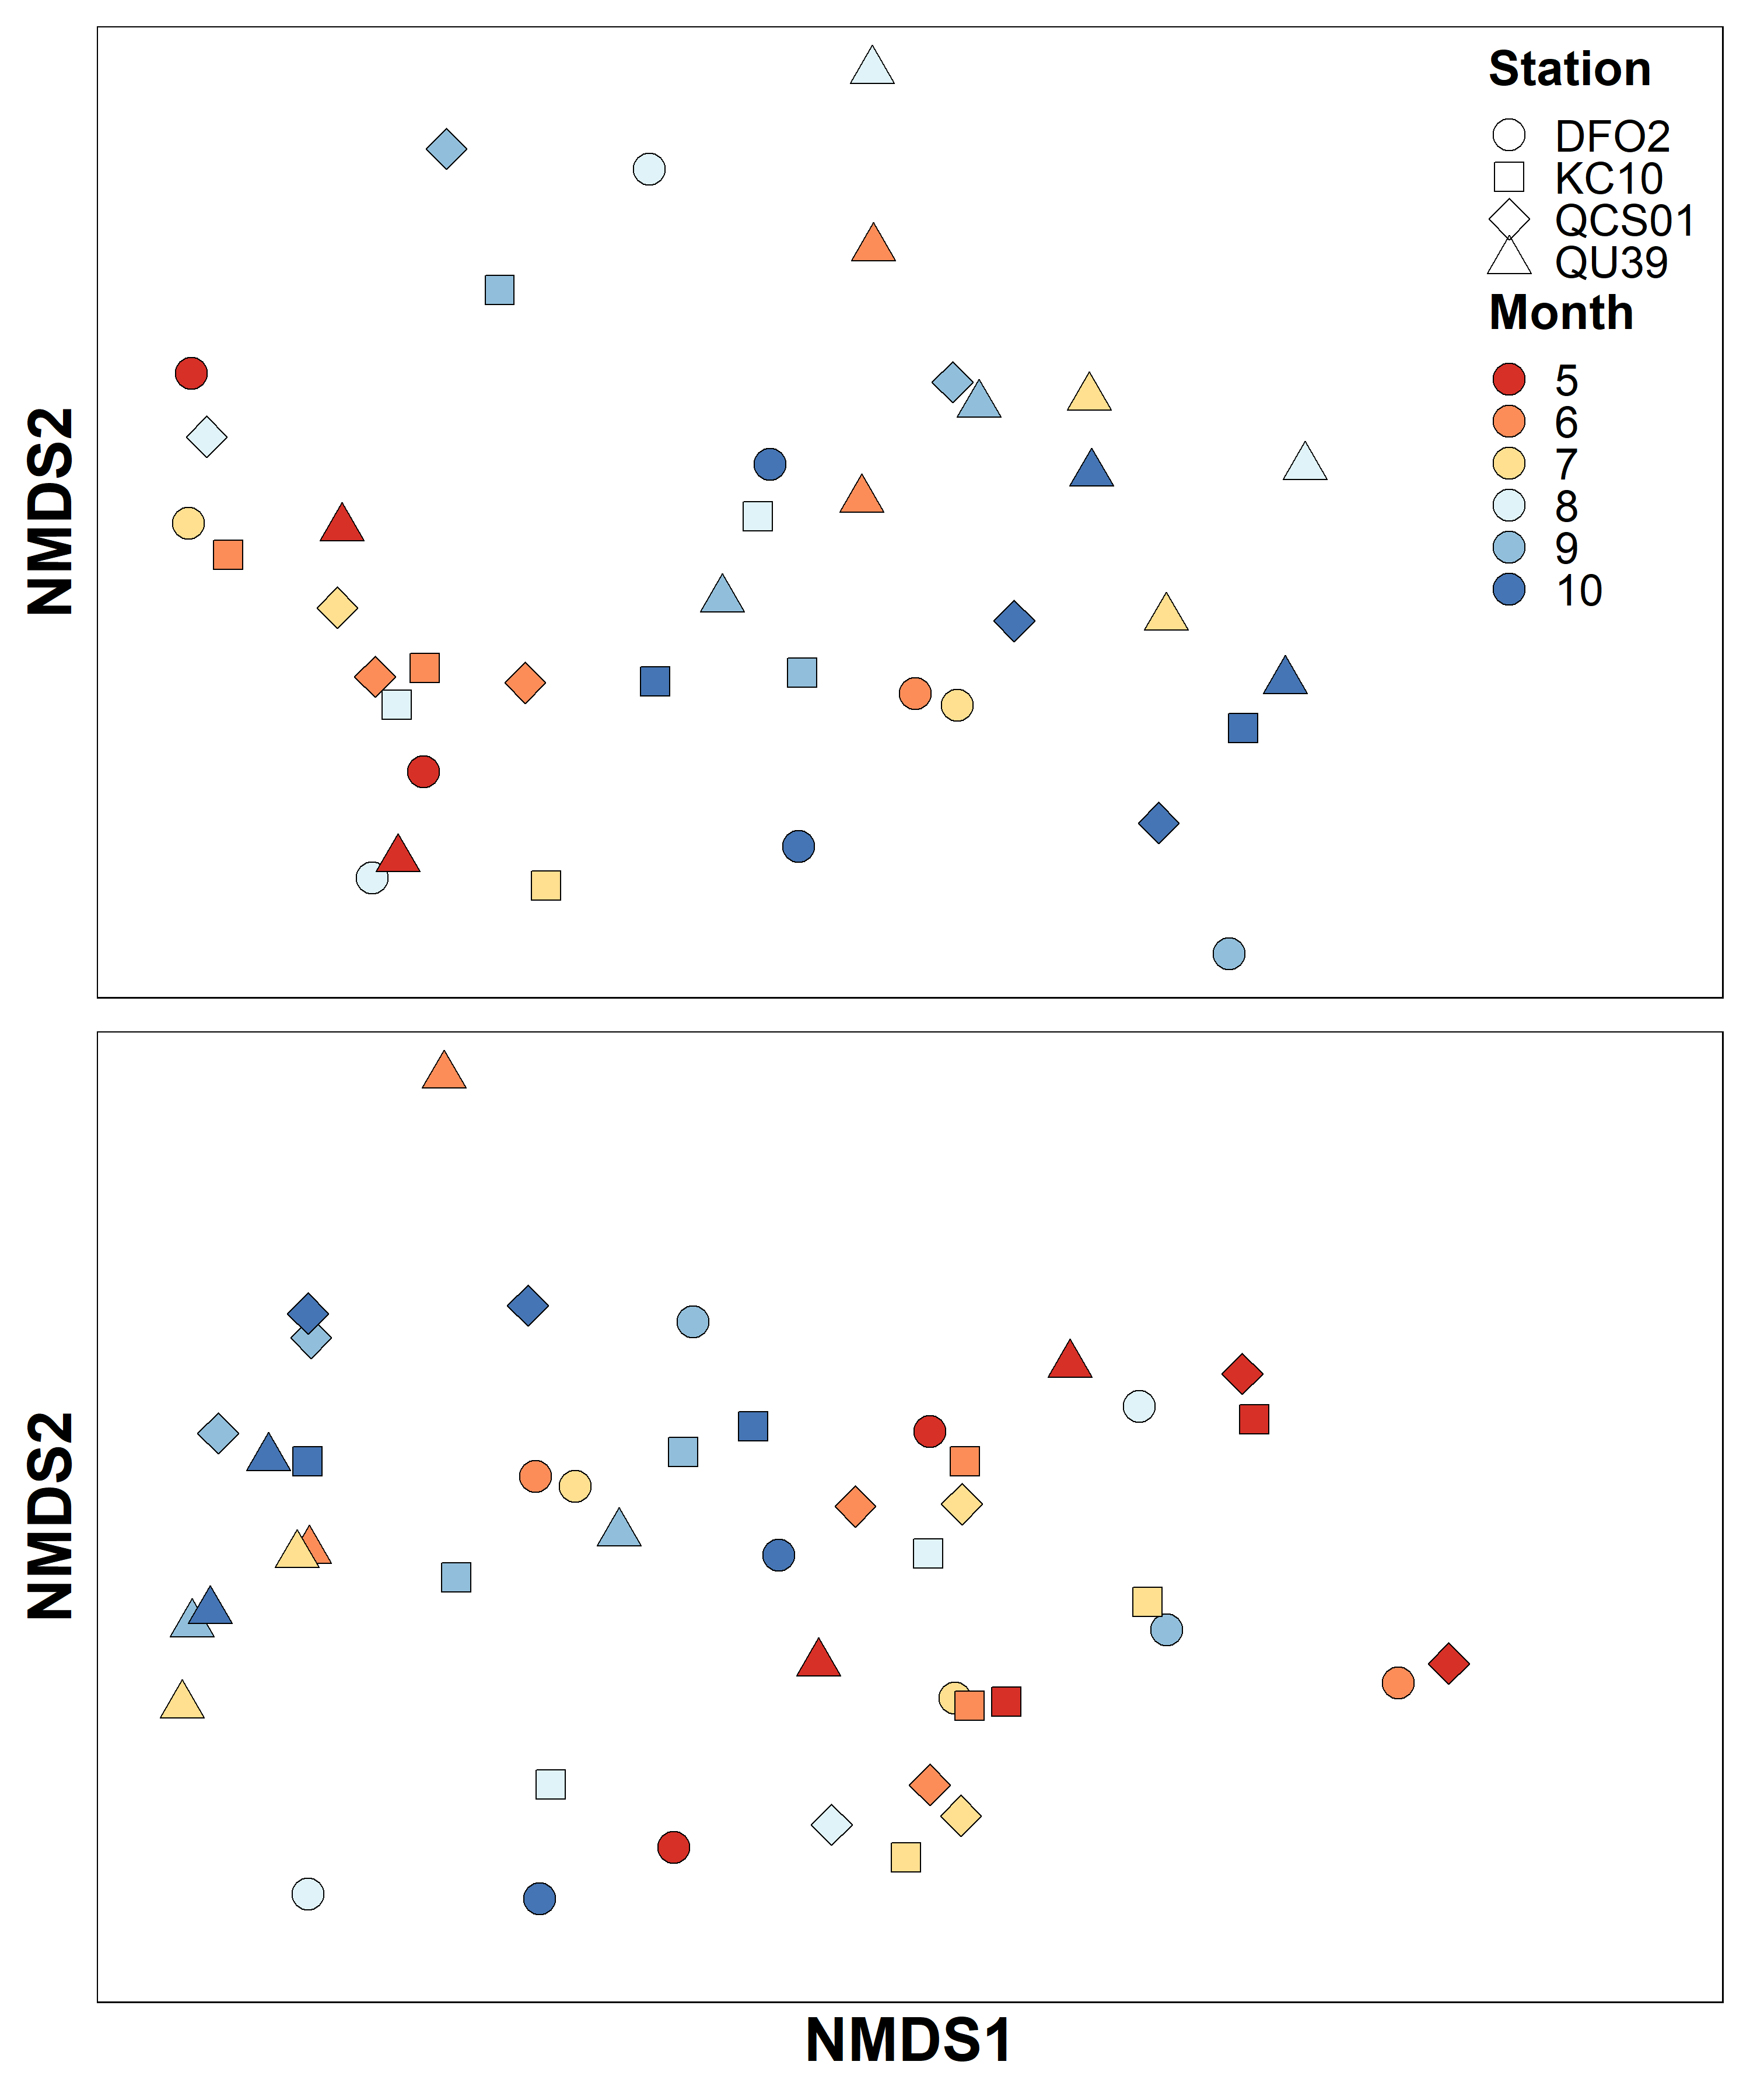 Station
DFO2
KC10
QCS01
QU39
Month
5
6
7
8
9
10
NMDS2
NMDS2
NMDS1